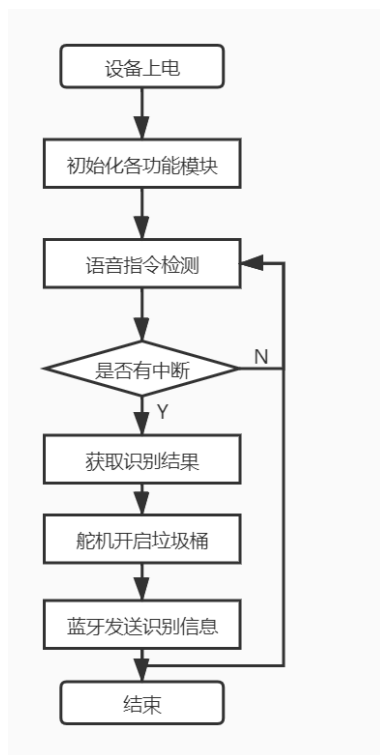 设备上电
初始化各功能模块
语音指令检测
是否有中断
N
Y
获取识别结果
舵机开启垃圾桶
蓝牙发送识别信息
结束